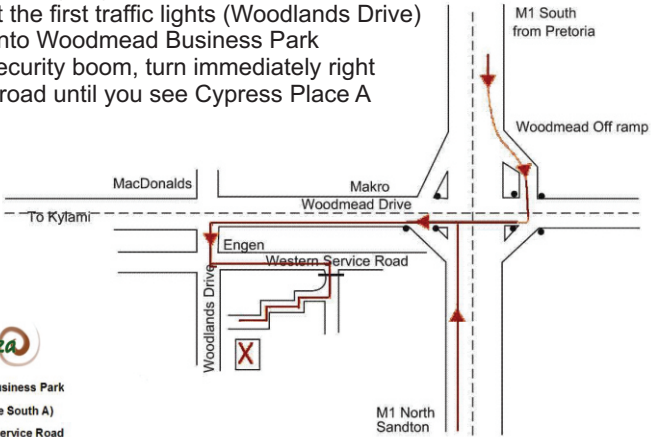 t the first traffic lights (Woodlands Drive)
nto Woodmead Business Park
ecurity boom, turn immediately right
road until you see Cypress Place A
M1 South
from Pretoria
Woodmead Off ramp
MacDonalds
Makro
Woodmead Drive
To Kylami
Engen
Western Service Road
Woodlands Drive
X
za
usiness Park
e South A)
ervice Road
M1 North
Sandton